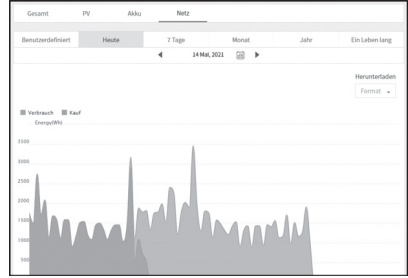 Gesamt PV Akku Netz
Benutzerdefiniert Heute 7 Tage Monat Jahr Ein Leben lang
14 Mai, 2021
Herunterladen
Format
Verbrauch Kauf
Energy(Wh)
3500
3000
2500
2000
1500
1000
500